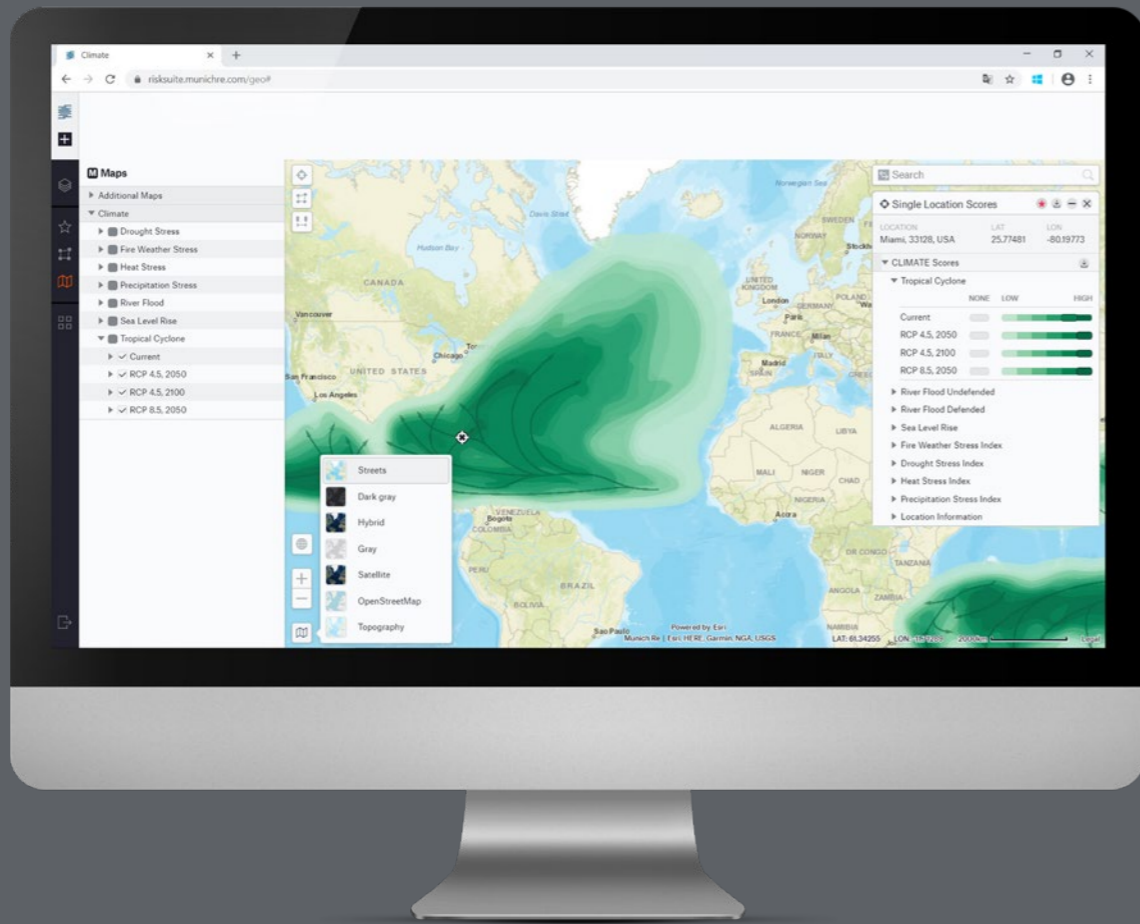 Climate
risksuite.munichre.com/geo#
Maps
Additional Maps
Climate
Drought Stress
Fire Weather Stress
Heat Stress
Precipitation Stress
River Flood
Sea Level Rise
Tropical Cyclone
Current
RCP 4.5, 2050
RCP 4.5, 2100
RCP 8.5, 2050
Norwegian Sea
Davis Strait
Hudson Bay
SWEDEN
NORWAY
CANADA
UNITED KINGDOM
London
GERMANY
POLAND
Vancouver
Paris
FRANCE
Milan
Chicago
ITALY
Madrid
SPAIN
San Francisco
UNITED STATES
Los Angeles
ALGERIA
LIBYA
MALI
NIGER
CHAD
NIGERIA
Accra
VENEZUELA
Bogota
COLOMBIA
DR CONGO
TANZANIA
PERU
BRAZIL
ANGOLA
ZAMBIA
BOLIVIA
NAMIBIA
Sao Paulo
Streets
Dark gray
Hybrid
Gray
Satellite
OpenStreetMap
Topography
Search
Single Location Scores
LOCATION LAT LON
Miami, 33128, USA 25.77481 -80.19773
CLIMATE Scores
Tropical Cyclone
NONE LOW HIGH
Current
RCP 4.5, 2050
RCP 4.5, 2100
RCP 8.5, 2050
River Flood Undefended
River Flood Defended
Sea Level Rise
Fire Weather Stress Index
Drought Stress Index
Heat Stress Index
Precipitation Stress Index
Location Information
Powered by Esri
Munich Re | Esri, HERE, Garmin, NGA, USGS
LAT: 61.34255 LON: 2000km Legal